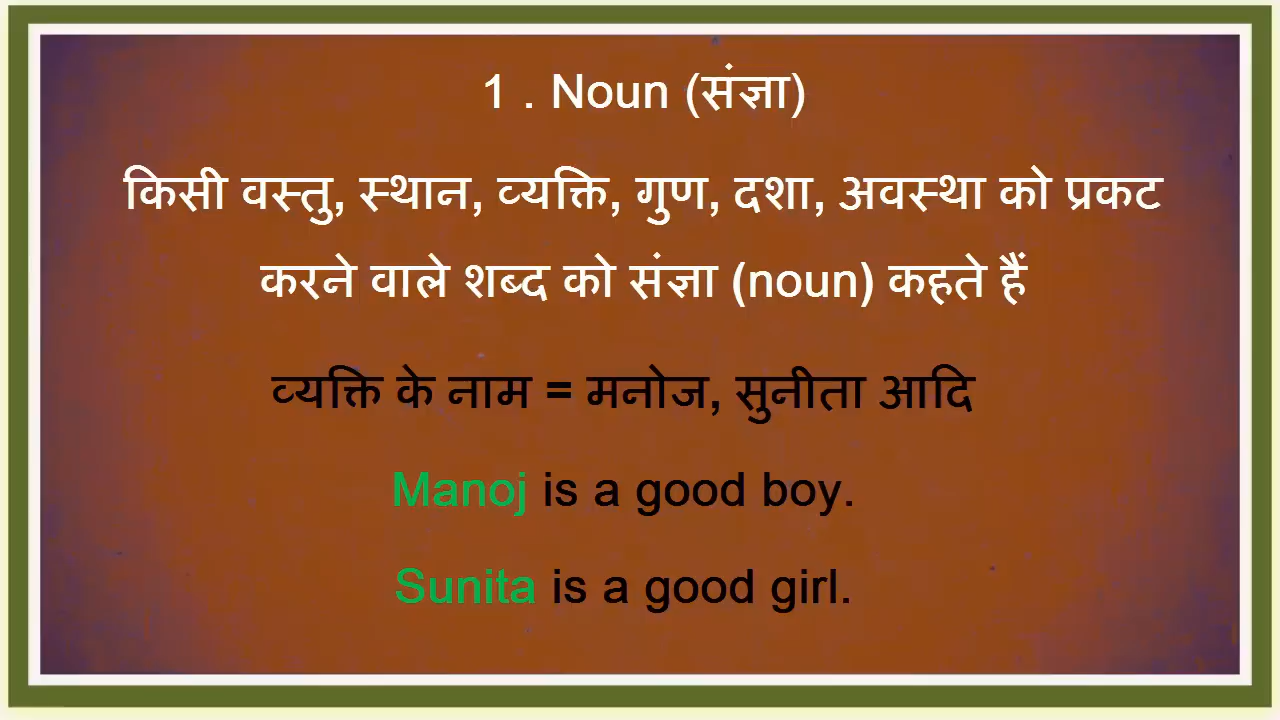 1 . Noun (संज्ञा)
किसी वस्तु, स्थान, व्यक्ति, गुण, दशा, अवस्था को प्रकट
करने वाले शब्द को संज्ञा (noun) कहते हैं
व्यक्ति के नाम = मनोज, सुनीता आदि
Manoj is a good boy.
Sunita is a good girl.